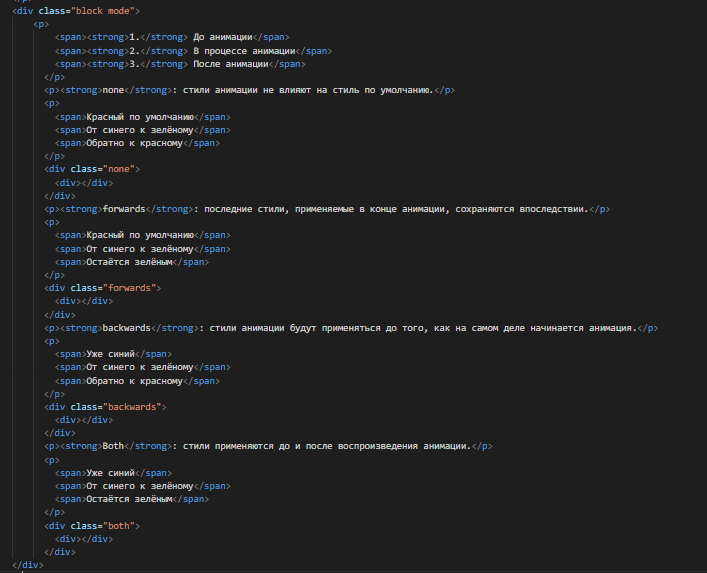 <div class="block mode">
<p>
<span><strong>1.</strong> До анимации</span>
<span><strong>2.</strong> В процессе анимации</span>
<span><strong>3.</strong> После анимации</span>
</p>
<p><strong>none</strong>: стили анимации не влияют на стиль по умолчанию.</p>
<p>
<span>Красный по умолчанию</span>
<span>От синего к зелёному</span>
<span>Обратно к красному</span>
</p>
<div class="none">
<div></div>
</div>
<p><strong>forwards</strong>: последние стили, применяемые в конце анимации, сохраняются впоследствии.</p>
<p>
<span>Красный по умолчанию</span>
<span>От синего к зелёному</span>
<span>Остаётся зелёным</span>
</p>
<div class="forwards">
<div></div>
</div>
<p><strong>backwards</strong>: стили анимации будут применяться до того, как на самом деле начинается анимация.</p>
<p>
<span>Уже синий</span>
<span>От синего к зелёному</span>
<span>Обратно к красному</span>
</p>
<div class="backwards">
<div></div>
</div>
<p><strong>Both</strong>: стили применяются до и после воспроизведения анимации.</p>
<p>
<span>Уже синий</span>
<span>От синего к зелёному</span>
<span>Остаётся зелёным</span>
</p>
<div class="both">
<div></div>
</div>
</div>